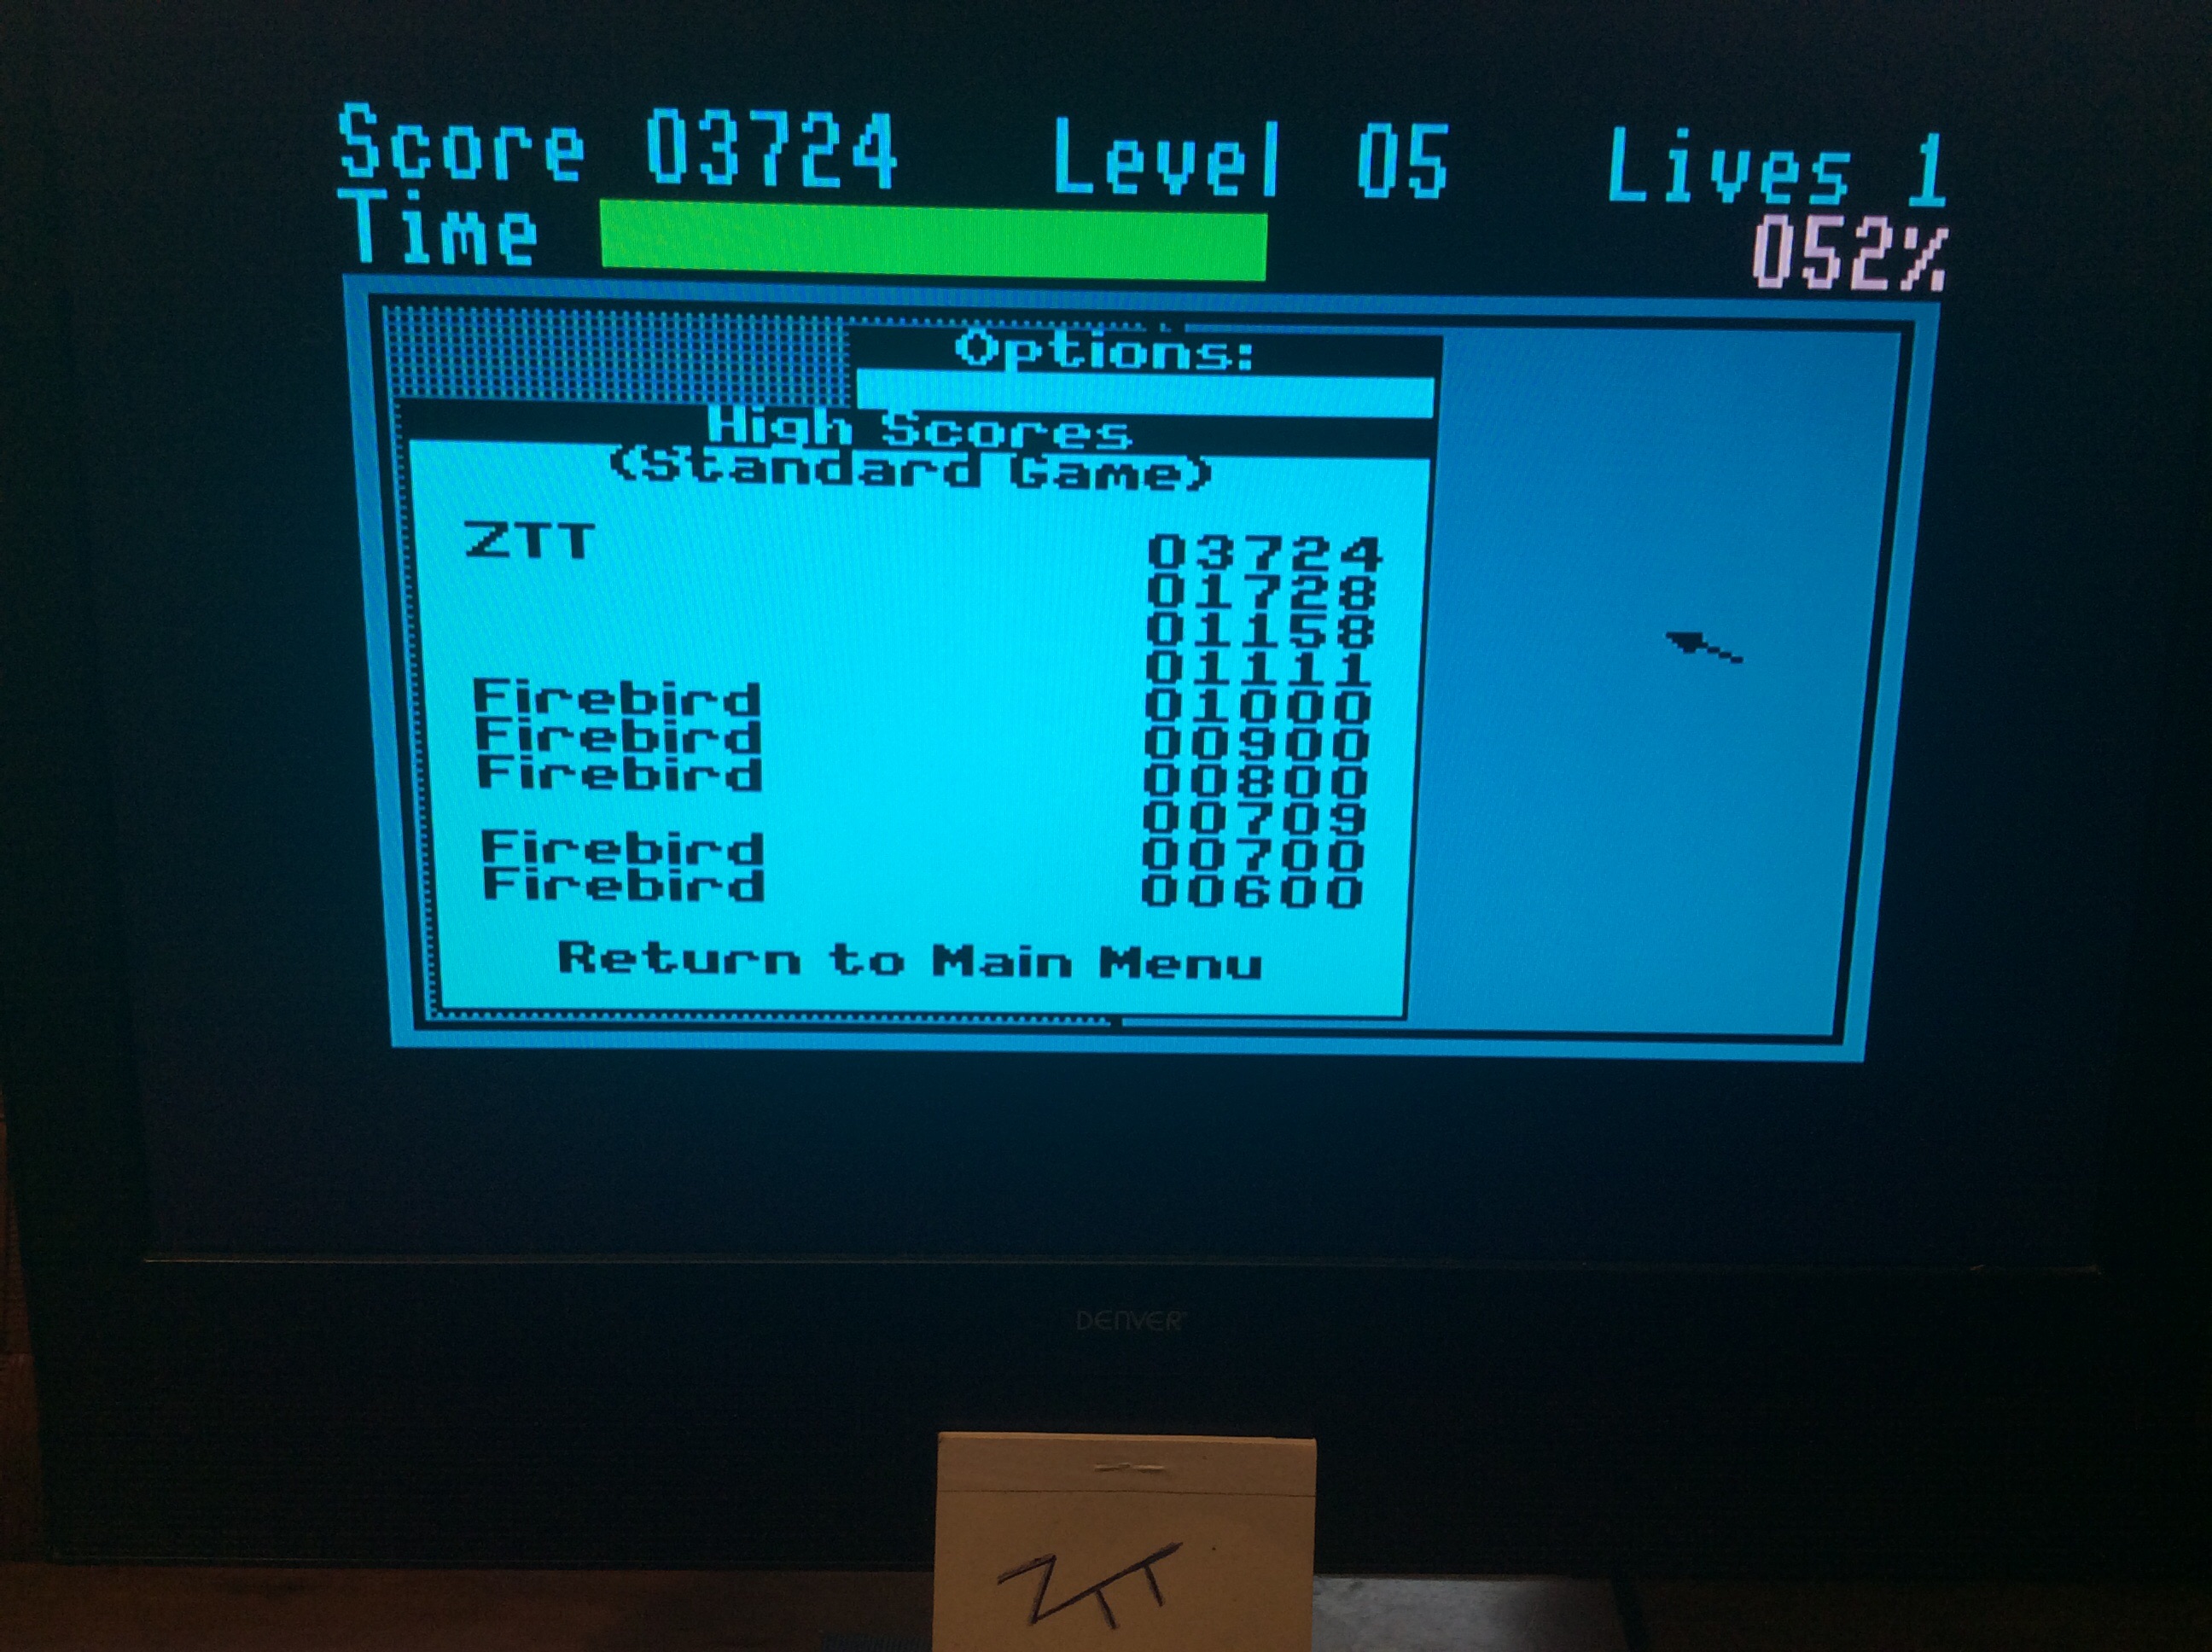 Score 03724 Level 05 Lives 1
Time 052%
Options:
High Scores
(Standard Game)
ZTT 03724
01728
01158
01111
Firebird 01000
Firebird 00900
Firebird 00800
00709
Firebird 00700
Firebird 00600
Return to Main Menu
DENVER
ZTT